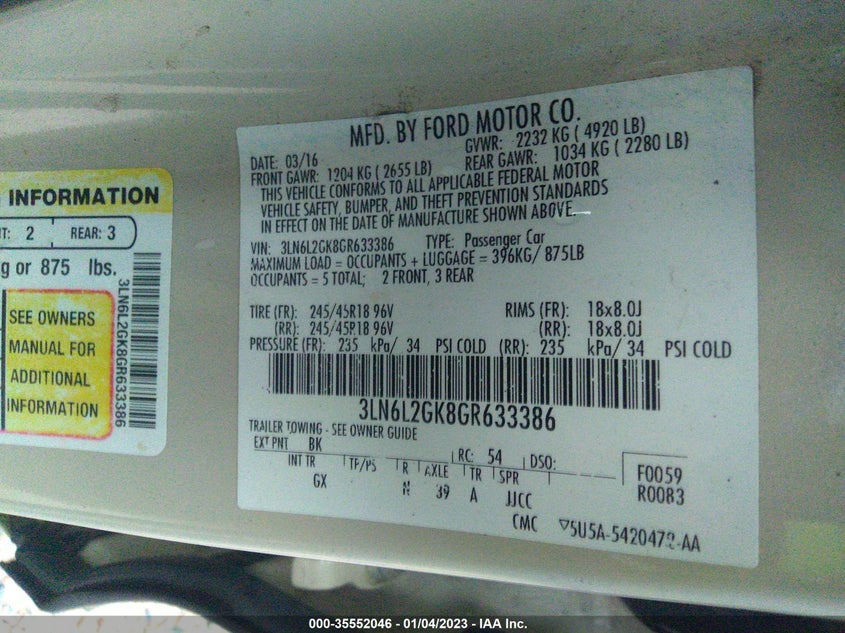 INFORMATION
T: 2 REAR: 3
g or 875 lbs.
SEE OWNERS
MANUAL FOR
ADDITIONAL
INFORMATION
3LN6L2GK8GR633386
MFD. BY FORD MOTOR CO.
DATE: 03/16 GVWR: 2232 KG ( 4920 LB)
FRONT GAWR: 1204 KG ( 2655 LB) REAR GAWR: 1034 KG ( 2280 LB)
THIS VEHICLE CONFORMS TO ALL APPLICABLE FEDERAL MOTOR
VEHICLE SAFETY, BUMPER, AND THEFT PREVENTION STANDARDS
IN EFFECT ON THE DATE OF MANUFACTURE SHOWN ABOVE.
VIN: 3LN6L2GK8GR633386 TYPE: Passenger Car
MAXIMUM LOAD = OCCUPANTS + LUGGAGE = 396KG/ 875LB
OCCUPANTS = 5 TOTAL; 2 FRONT, 3 REAR
TIRE (FR): 245/45R18 96V RIMS (FR): 18x8.0J
(RR): 245/45R18 96V (RR): 18x8.0J
PRESSURE (FR): 235 kPa/ 34 PSI COLD (RR): 235 kPa/ 34 PSI COLD
3LN6L2GK8GR633386
TRAILER TOWING - SEE OWNER GUIDE
EXT PNT BK RC: 54 DSO: F0059
INT TR TP/PS R AXLE TR SPR R0083
GX N 39 A JJCC
CMC ▽5U5A-5420472-AA
000-35552046 - 01/04/2023 - IAA Inc.